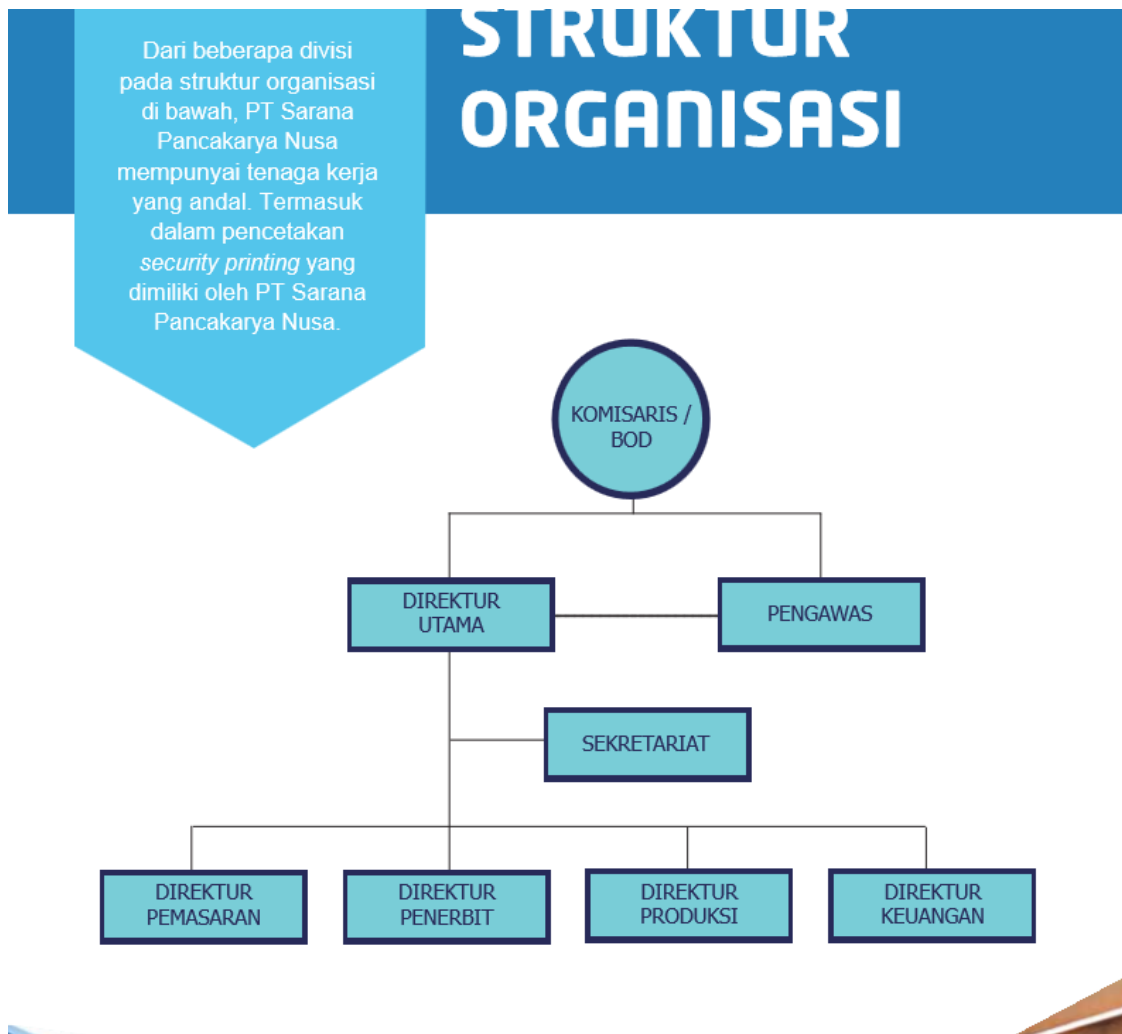 Dari beberapa divisi
pada struktur organisasi
di bawah, PT Sarana
Pancakarya Nusa
mempunyai tenaga kerja
yang andal. Termasuk
dalam pencetakan
security printing yang
dimiliki oleh PT Sarana
Pancakarya Nusa.
STRUKTUR
ORGANISASI
KOMISARIS /
BOD
DIREKTUR
UTAMA
PENGAWAS
SEKRETARIAT
DIREKTUR
PEMASARAN
DIREKTUR
PENERBIT
DIREKTUR
PRODUKSI
DIREKTUR
KEUANGAN